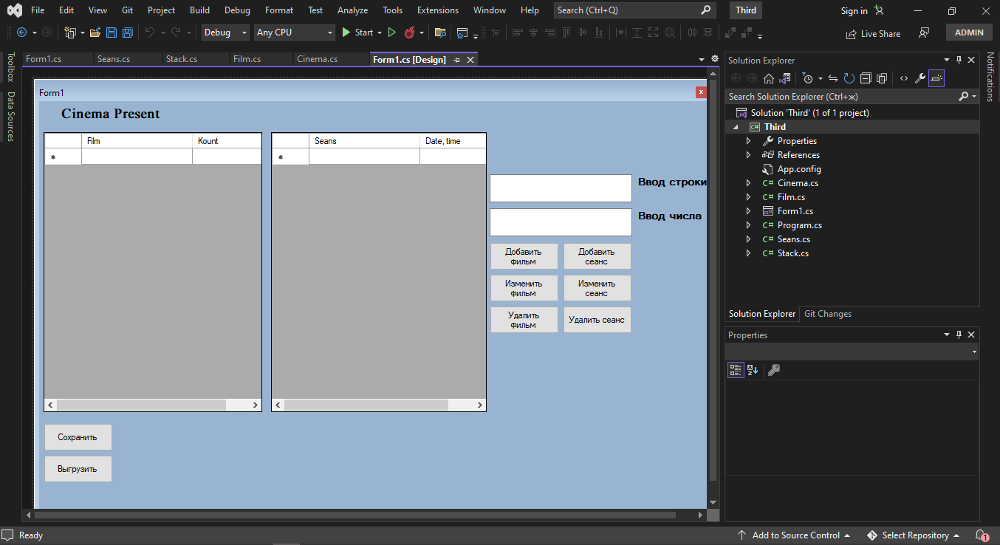 File Edit View Git Project Build Debug Format Test Analyze Tools Extensions Window Help Search (Ctrl+Q) Third Sign in
Debug Any CPU Start Live Share ADMIN
Toolbox
Data Sources
Form1.cs Seans.cs Stack.cs Film.cs Cinema.cs Form1.cs [Design]
Form1
Cinema Present
Film Kount
Seans Date, time
Ввод строки
Ввод числа
Добавить фильм
Добавить сеанс
Изменить фильм
Изменить сеанс
Удалить фильм
Удалить сеанс
Сохранить
Выгрузить
Solution Explorer
Search Solution Explorer (Ctrl+ж)
Solution 'Third' (1 of 1 project)
Third
Properties
References
App.config
C# Cinema.cs
C# Film.cs
Form1.cs
C# Program.cs
C# Seans.cs
C# Stack.cs
Solution Explorer Git Changes
Properties
Notifications
Ready Add to Source Control Select Repository 1